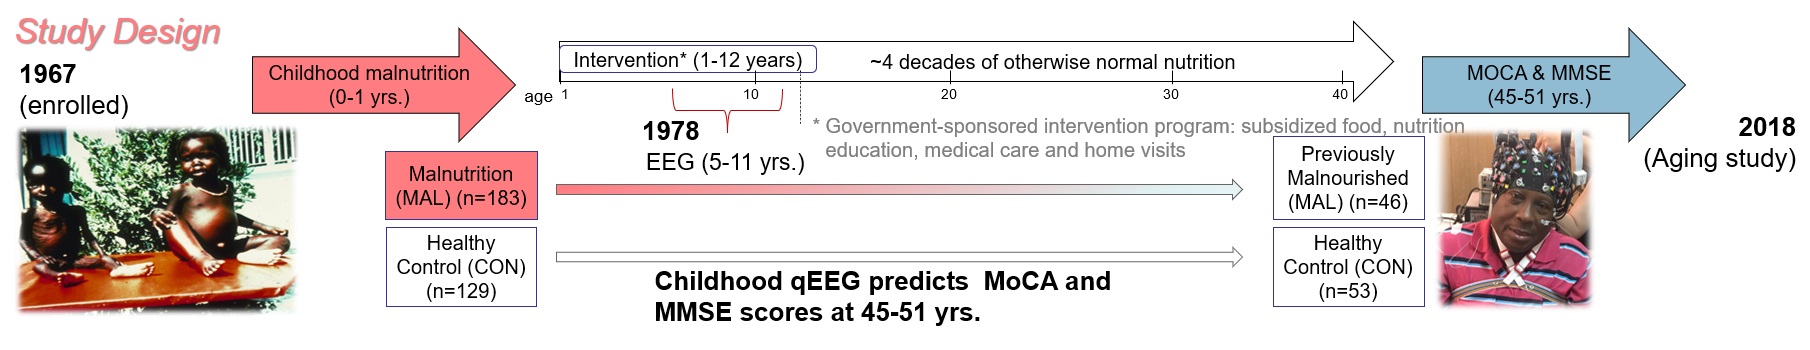 Study Design
1967
(enrolled)
Childhood malnutrition
(0-1 yrs.)
Intervention* (1-12 years)
~4 decades of otherwise normal nutrition
age 1 10 20 30 40
MOCA & MMSE
(45-51 yrs.)
2018
(Aging study)
1978
EEG (5-11 yrs.)
* Government-sponsored intervention program: subsidized food, nutrition
education, medical care and home visits
Malnutrition
(MAL) (n=183)
Previously
Malnourished
(MAL) (n=46)
Healthy
Control (CON)
(n=129)
Healthy
Control (CON)
(n=53)
Childhood qEEG predicts MoCA and
MMSE scores at 45-51 yrs.